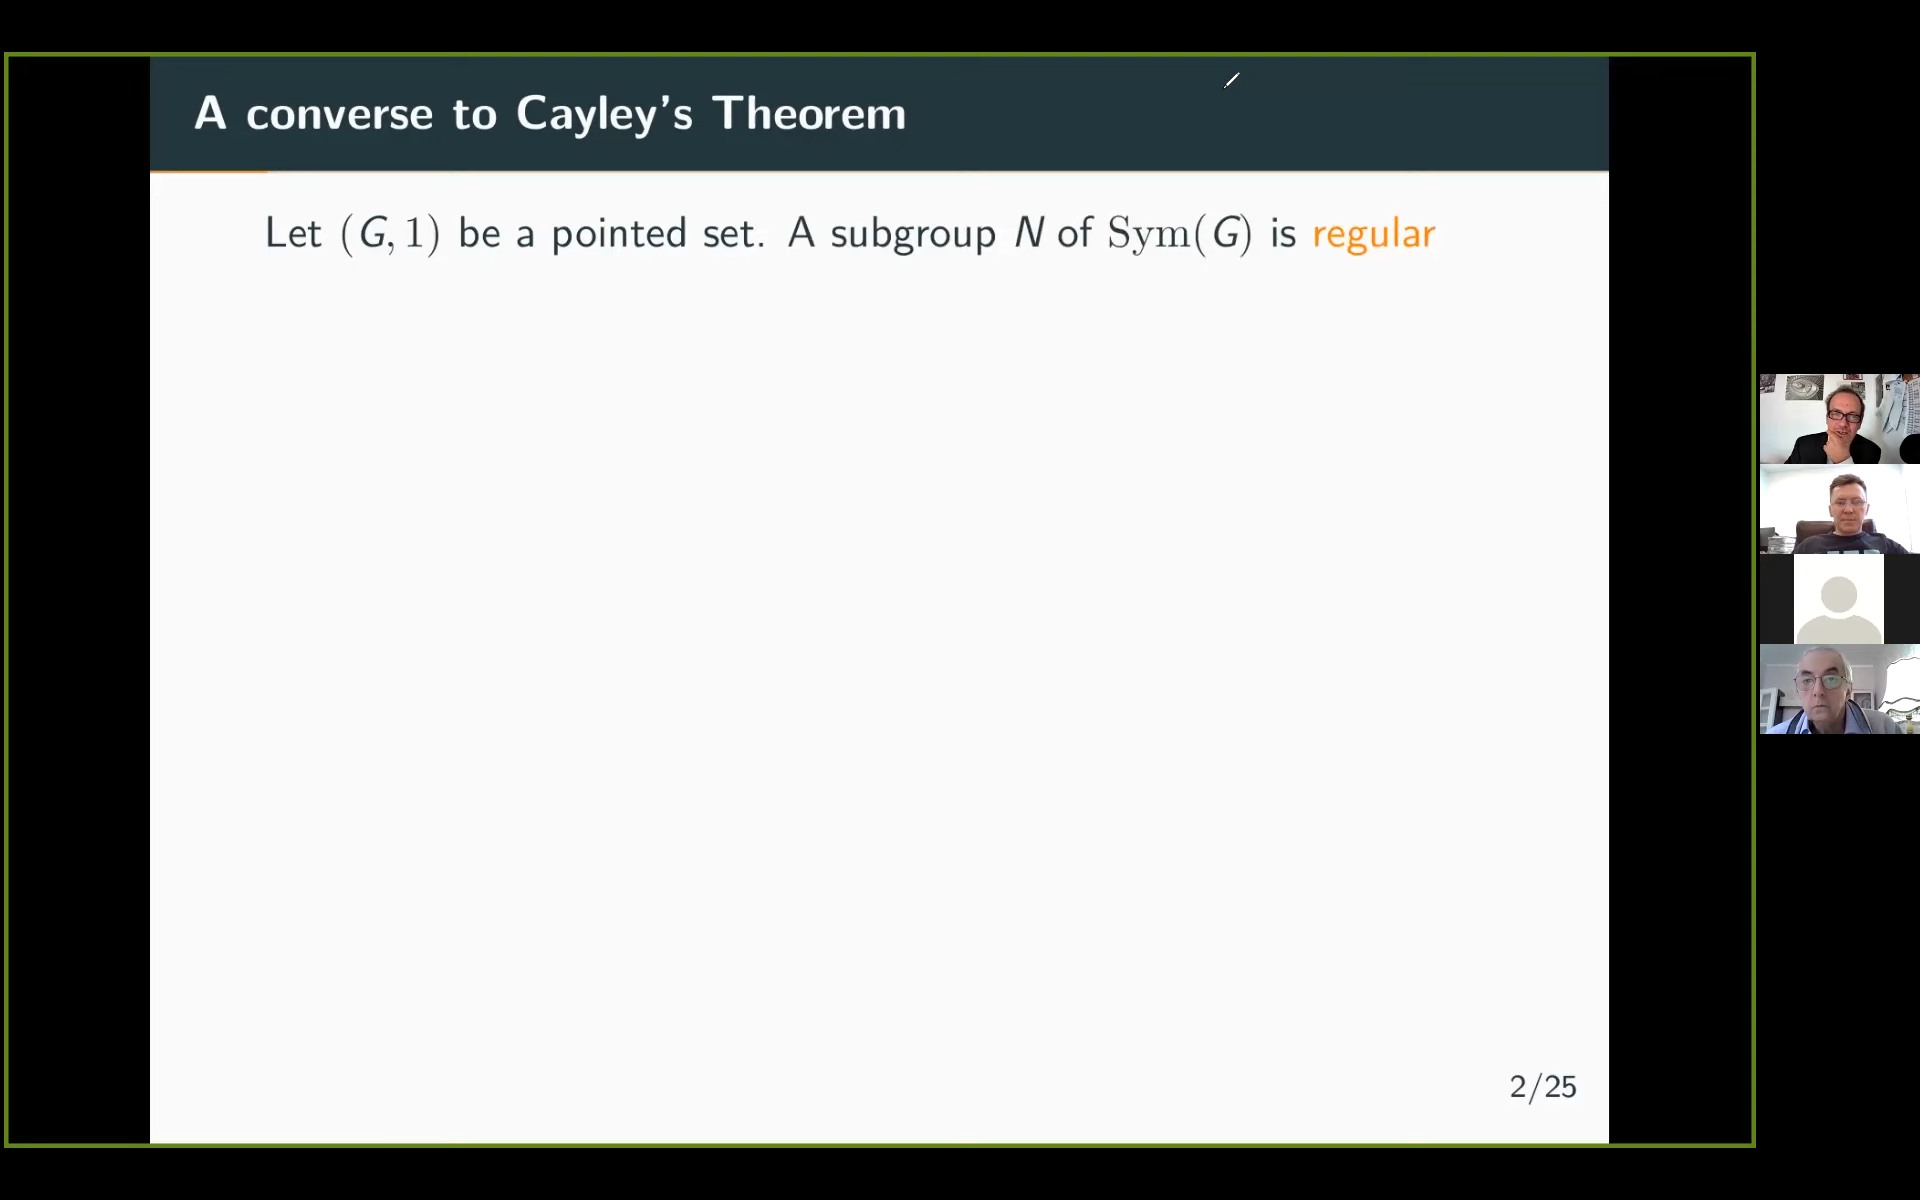 A converse to Cayley's Theorem
Let (G, 1) be a pointed set. A subgroup N of Sym(G) is regular
2/25